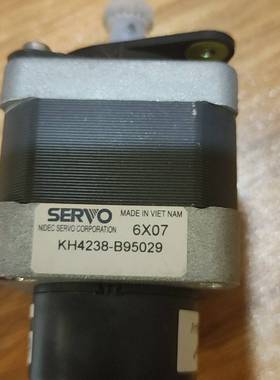 SERVO MADE IN VIET NAM
NIDEC SERVO CORPORATION 6X07
KH4238-B95029